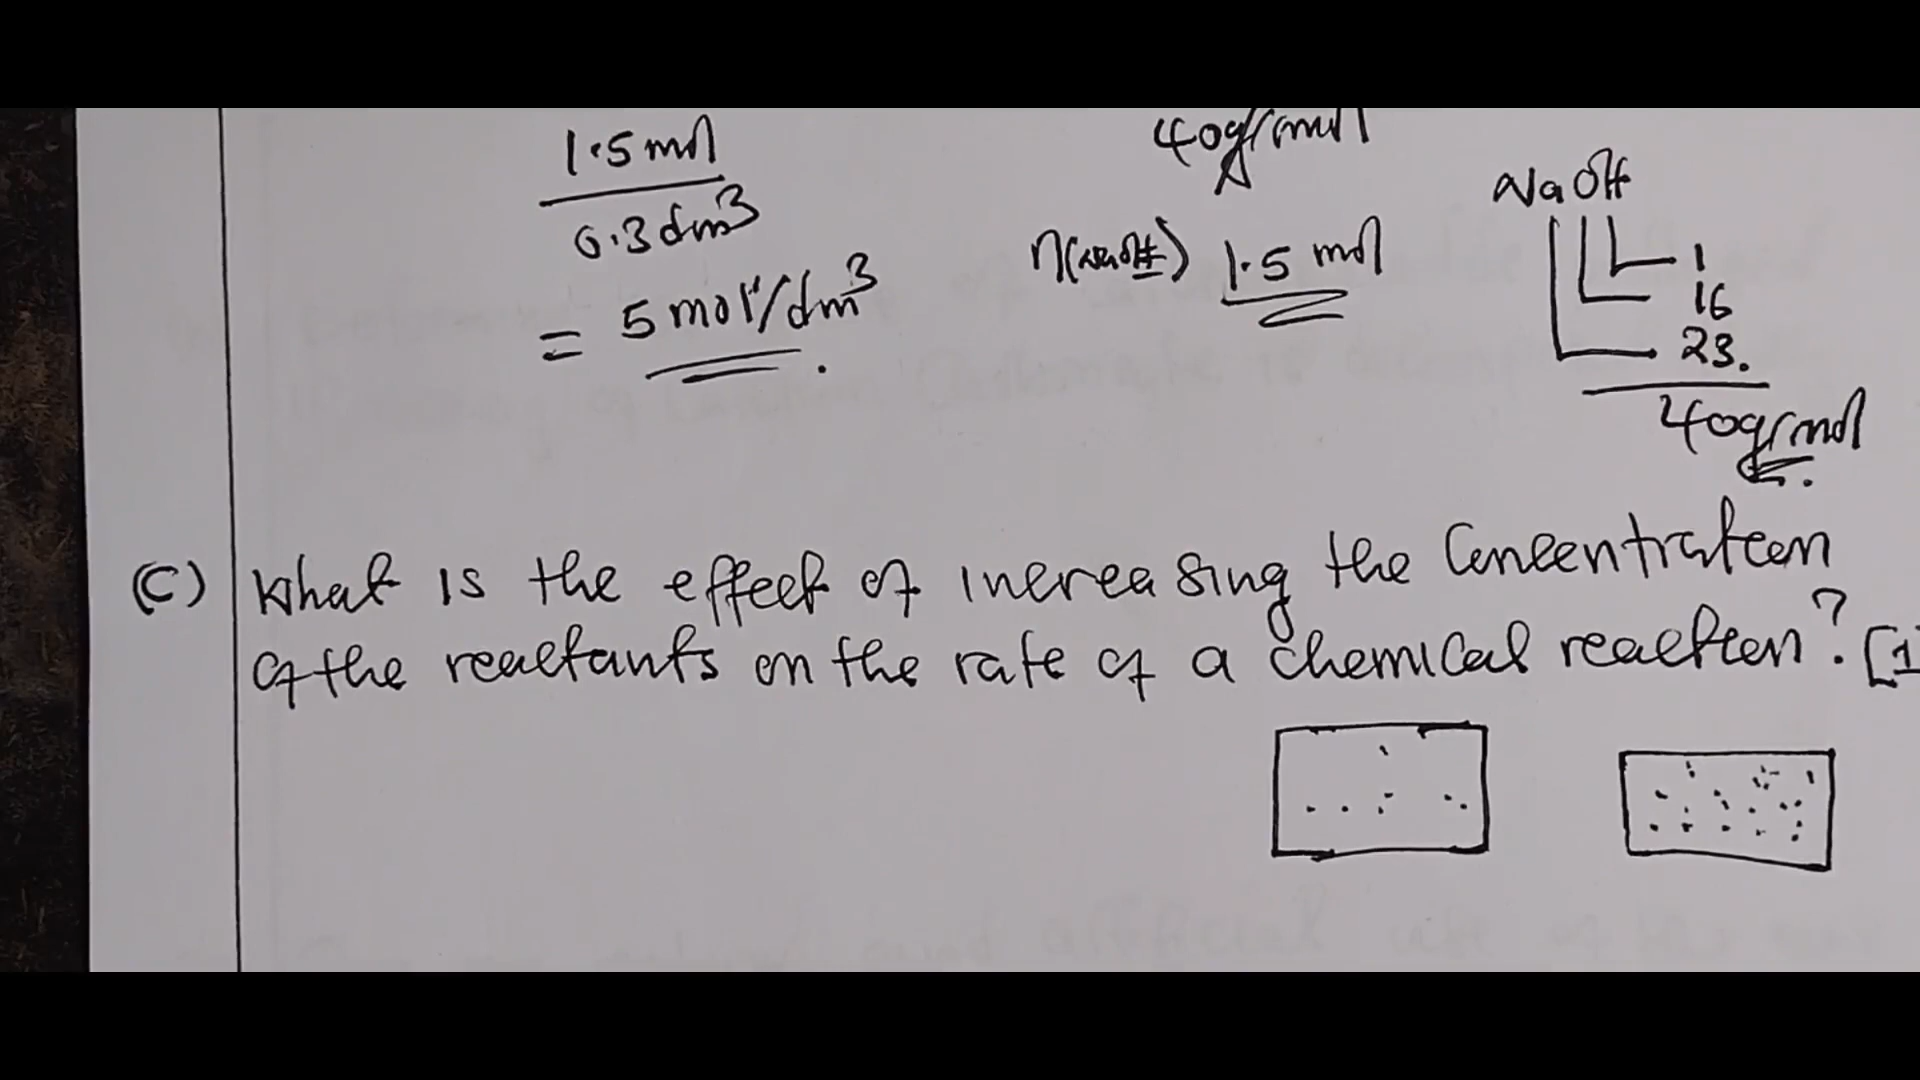 1.5 mol
0.3 dm³
= 5 mol/dm³.
40g/mol
n(NaOH) 1.5 mol
NaOH
1
16
23.
40g/mol.
(C) What is the effect of increasing the Concentration
of the reactants on the rate of a chemical reaction? [1